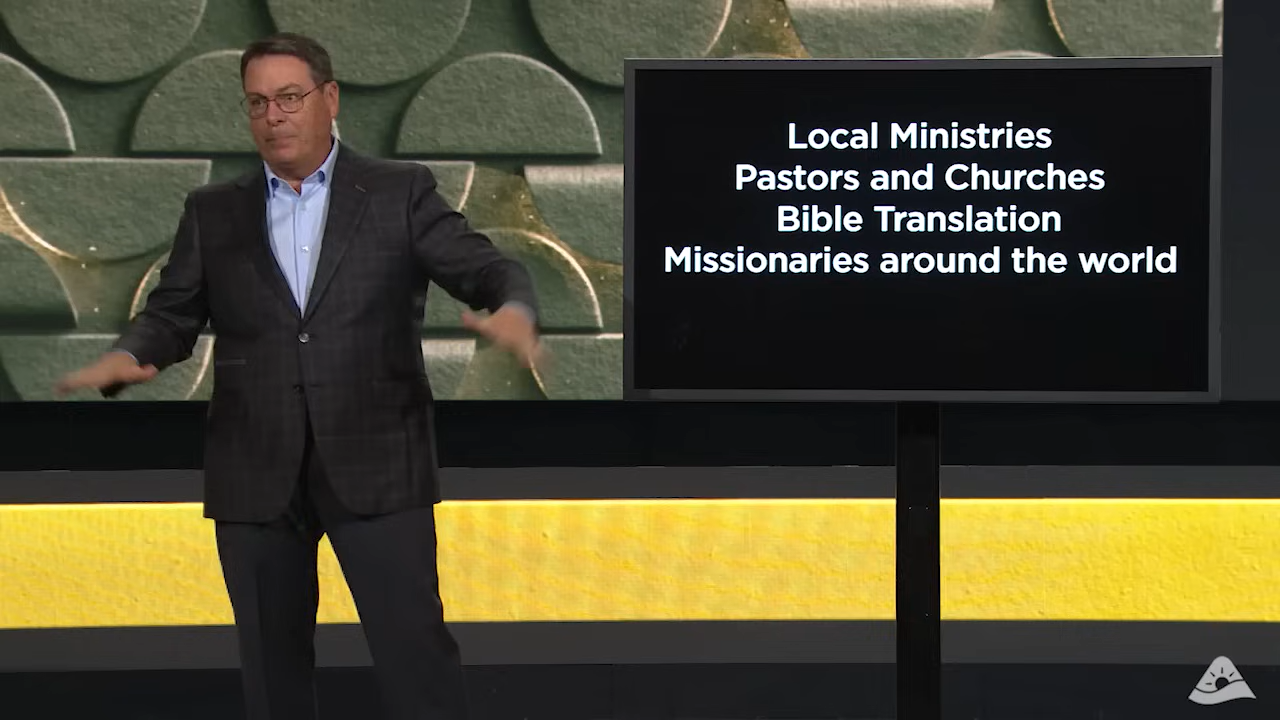 Local Ministries
Pastors and Churches
Bible Translation
Missionaries around the world